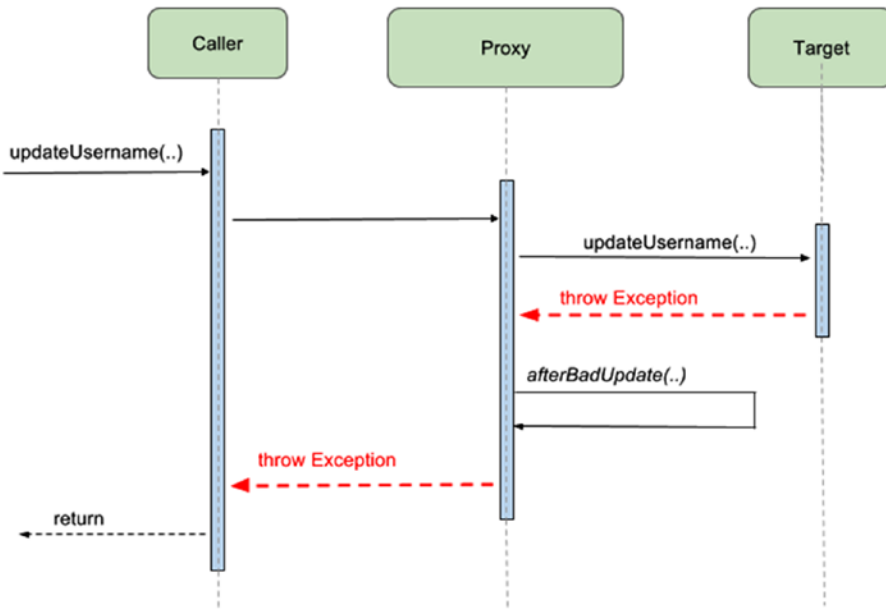 Caller
Proxy
Target
updateUsername(..)
updateUsername(..)
throw Exception
afterBadUpdate(..)
throw Exception
return